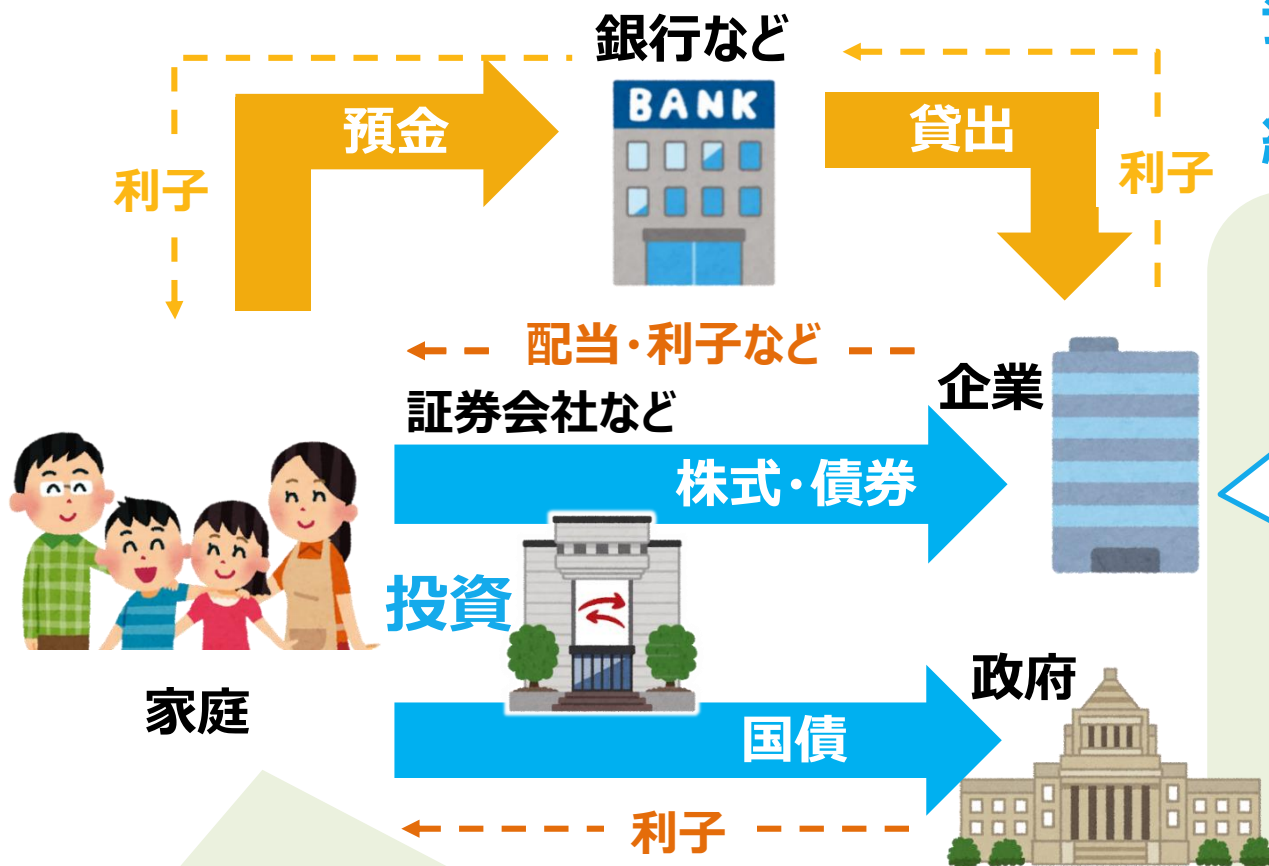 銀行など
BANK
預金
貸出
利子
利子
配当・利子など
企業
証券会社など
株式・債券
投資
政府
家庭
国債
利子